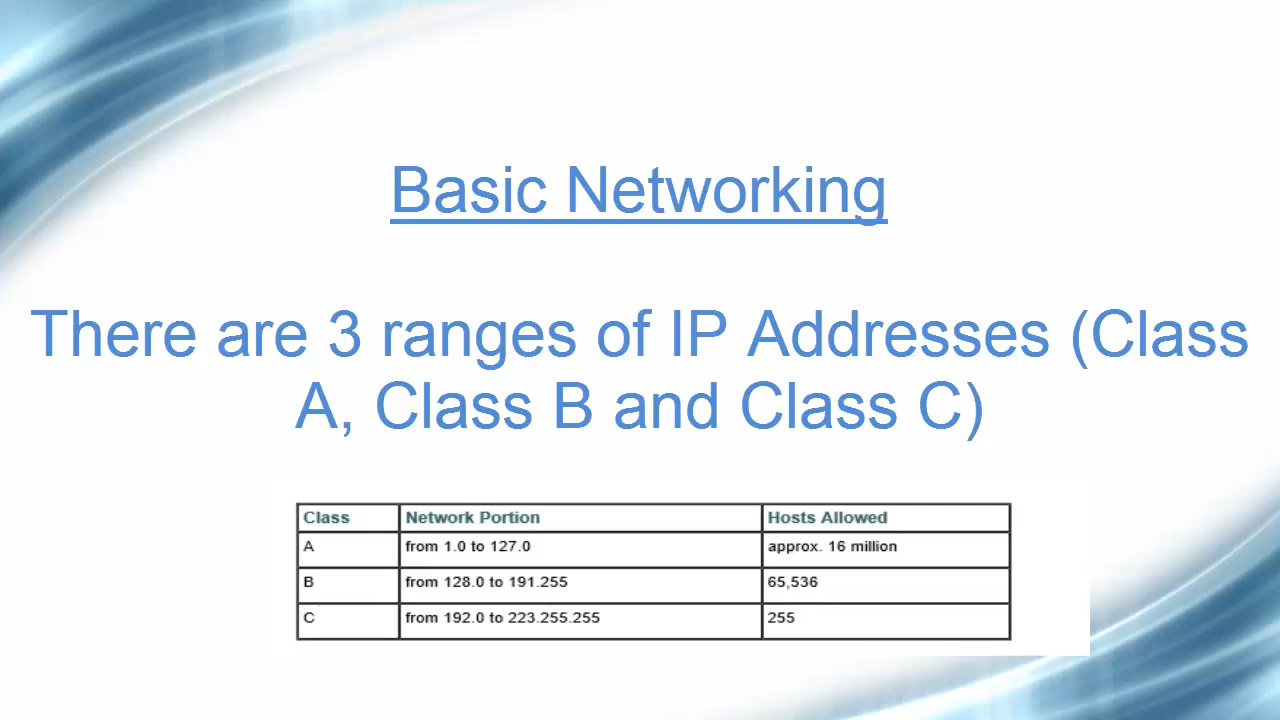 Basic Networking
There are 3 ranges of IP Addresses (Class
A, Class B and Class C)
Class Network Portion Hosts Allowed
A from 1.0 to 127.0 approx. 16 million
B from 128.0 to 191.255 65,536
C from 192.0 to 223.255.255 255